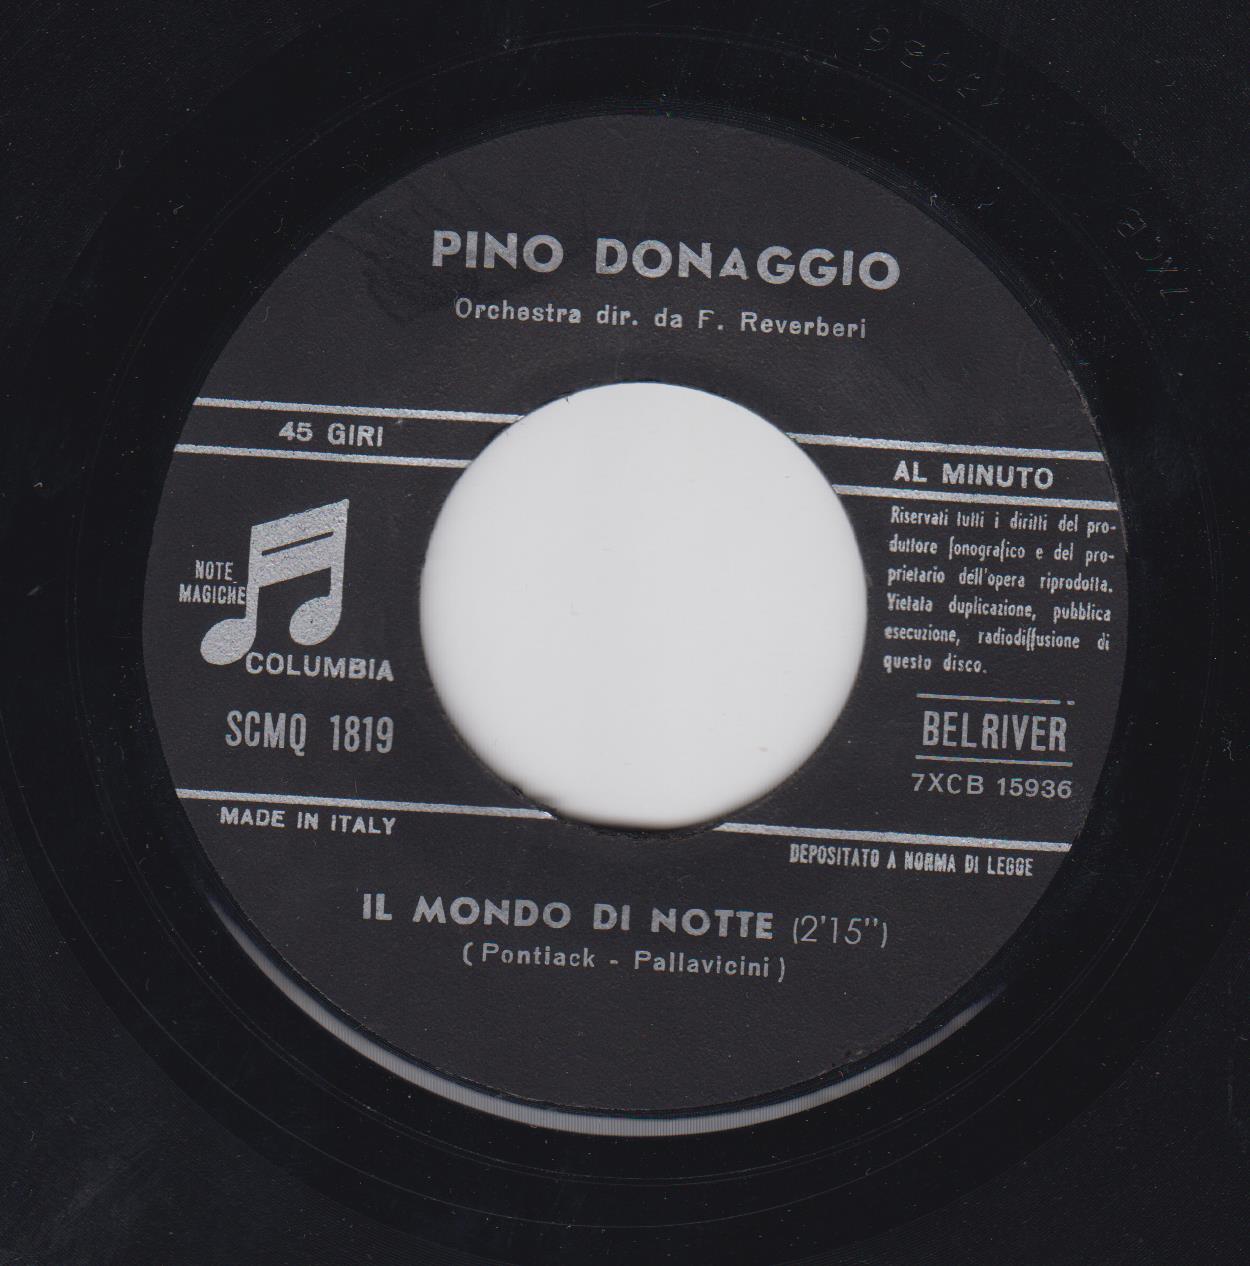 PINO DONAGGIO
Orchestra dir. da F. Reverberi
45 GIRI
AL MINUTO
Riservati tutti i diritti del pro-
duttore fonografico e del pro-
prietario dell'opera riprodotta.
Vietata duplicazione, pubblica
esecuzione, radiodiffusione di
questo disco.
NOTE
MAGICHE
COLUMBIA
SCMQ 1819
BELRIVER
7XCB 15936
MADE IN ITALY
DEPOSITATO A NORMA DI LEGGE
IL MONDO DI NOTTE (2'15")
(Pontiack - Pallavicini)